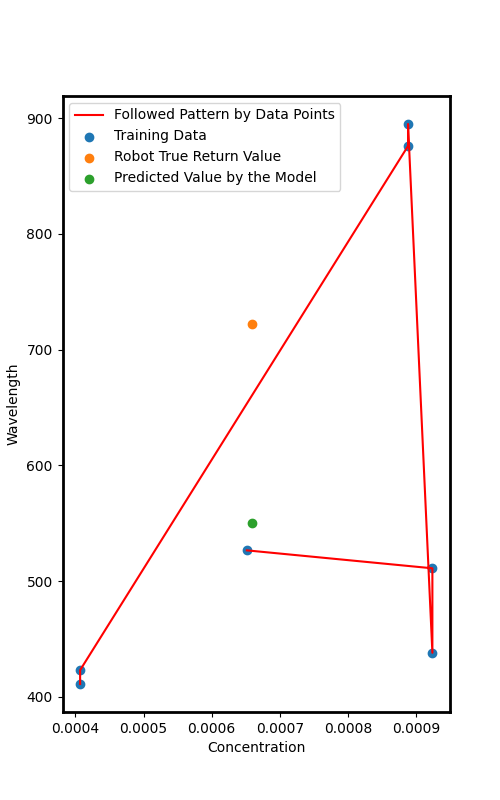 Followed Pattern by Data Points
Training Data
Robot True Return Value
Predicted Value by the Model
900
800
700
600
500
400
Wavelength
0.0004 0.0005 0.0006 0.0007 0.0008 0.0009
Concentration